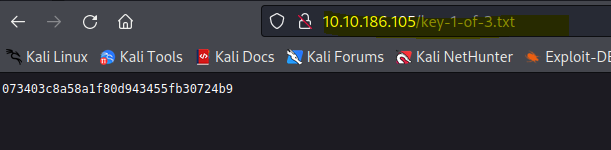 10.10.186.105/key-1-of-3.txt
Kali Linux Kali Tools Kali Docs Kali Forums Kali NetHunter Exploit-DB
073403c8a58a1f80d943455fb30724b9